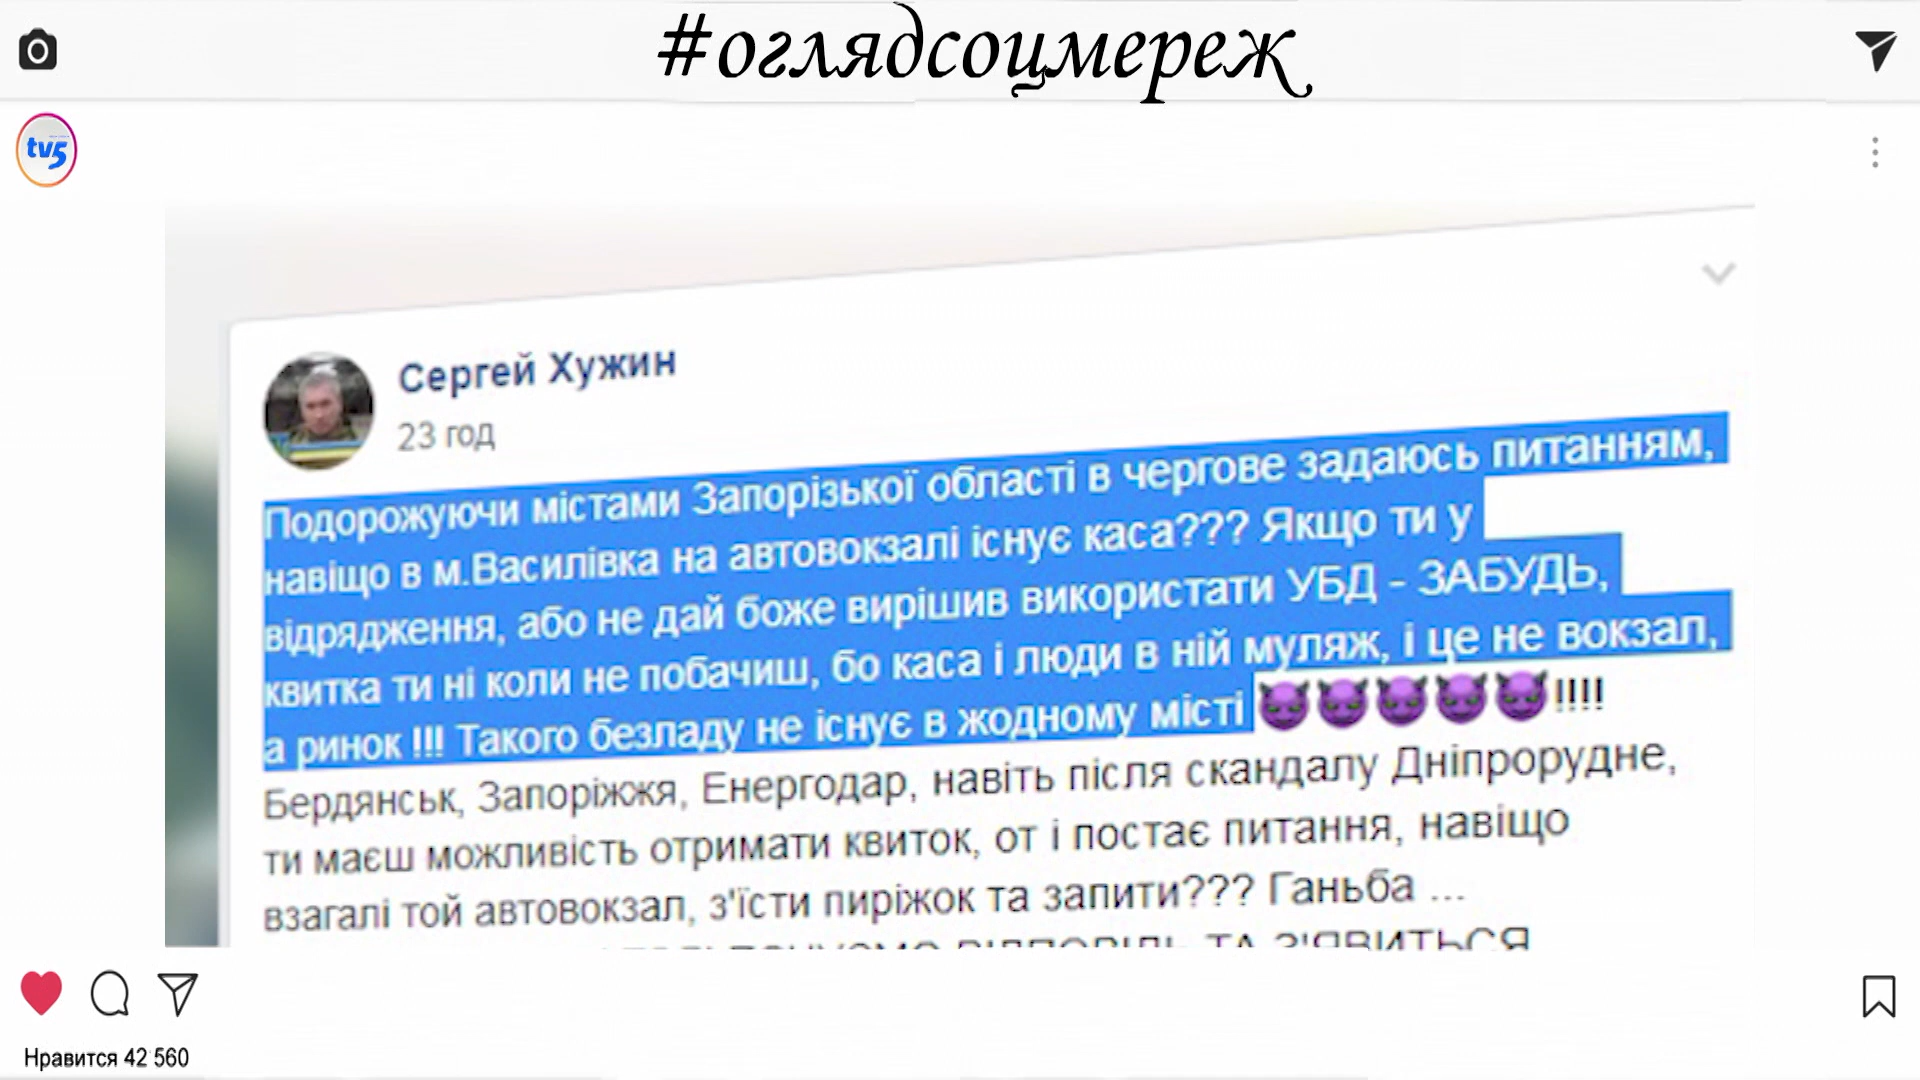 #оглядсоцмереж
tv5
Сергей Хужин
23 год
Подорожуючи містами Запорізької області в чергове задаюсь питанням,
навіщо в м.Василівка на автовокзалі існує каса??? Якщо ти у
відрядження, або не дай боже вирішив використати УБД - ЗАБУДЬ,
квитка ти ні коли не побачиш, бо каса і люди в ній муляж, і це не вокзал,
а ринок !!! Такого безладу не існує в жодному місті 😈😈😈😈😈!!!!
Бердянськ, Запоріжжя, Енергодар, навіть після скандалу Дніпрорудне,
ти маєш можливість отримати квиток, от і постає питання, навіщо
взагалі той автовокзал, з'їсти пиріжок та запити??? Ганьба ...
ВІДПОВІДЬ ТА З'ЯВИТЬСЯ
Нравится 42 560